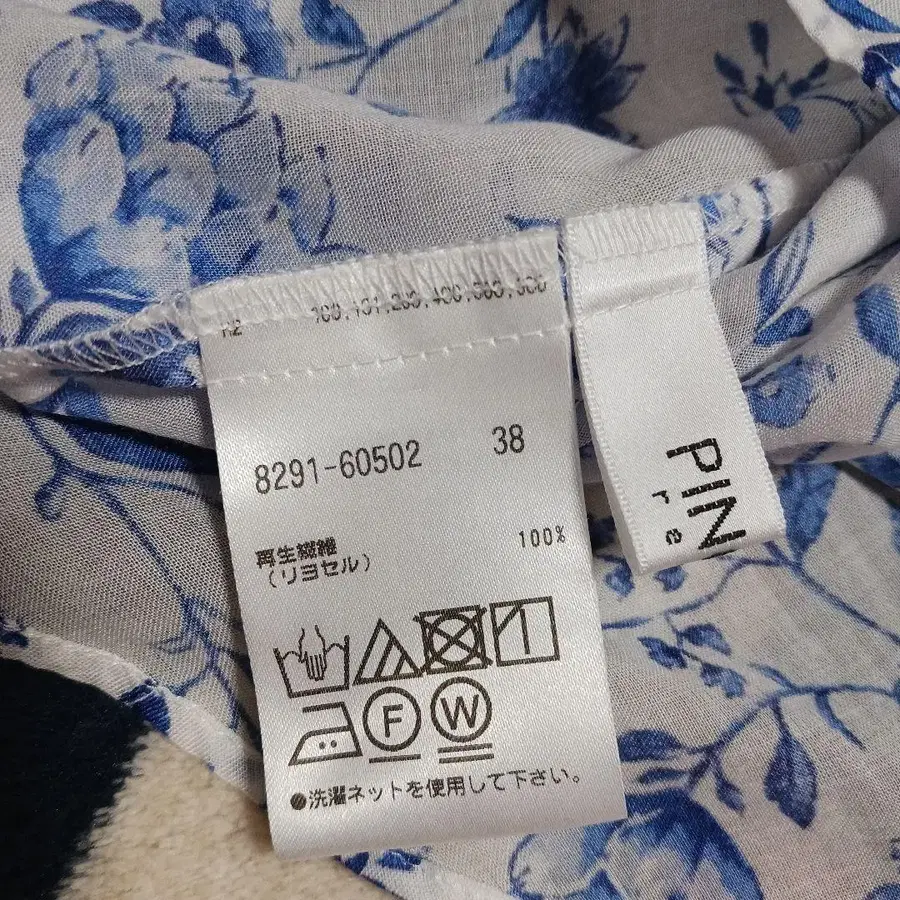 8291-60502 38
再生繊維 100%
（リヨセル）
F W
●洗濯ネットを使用して下さい。
PIN
re